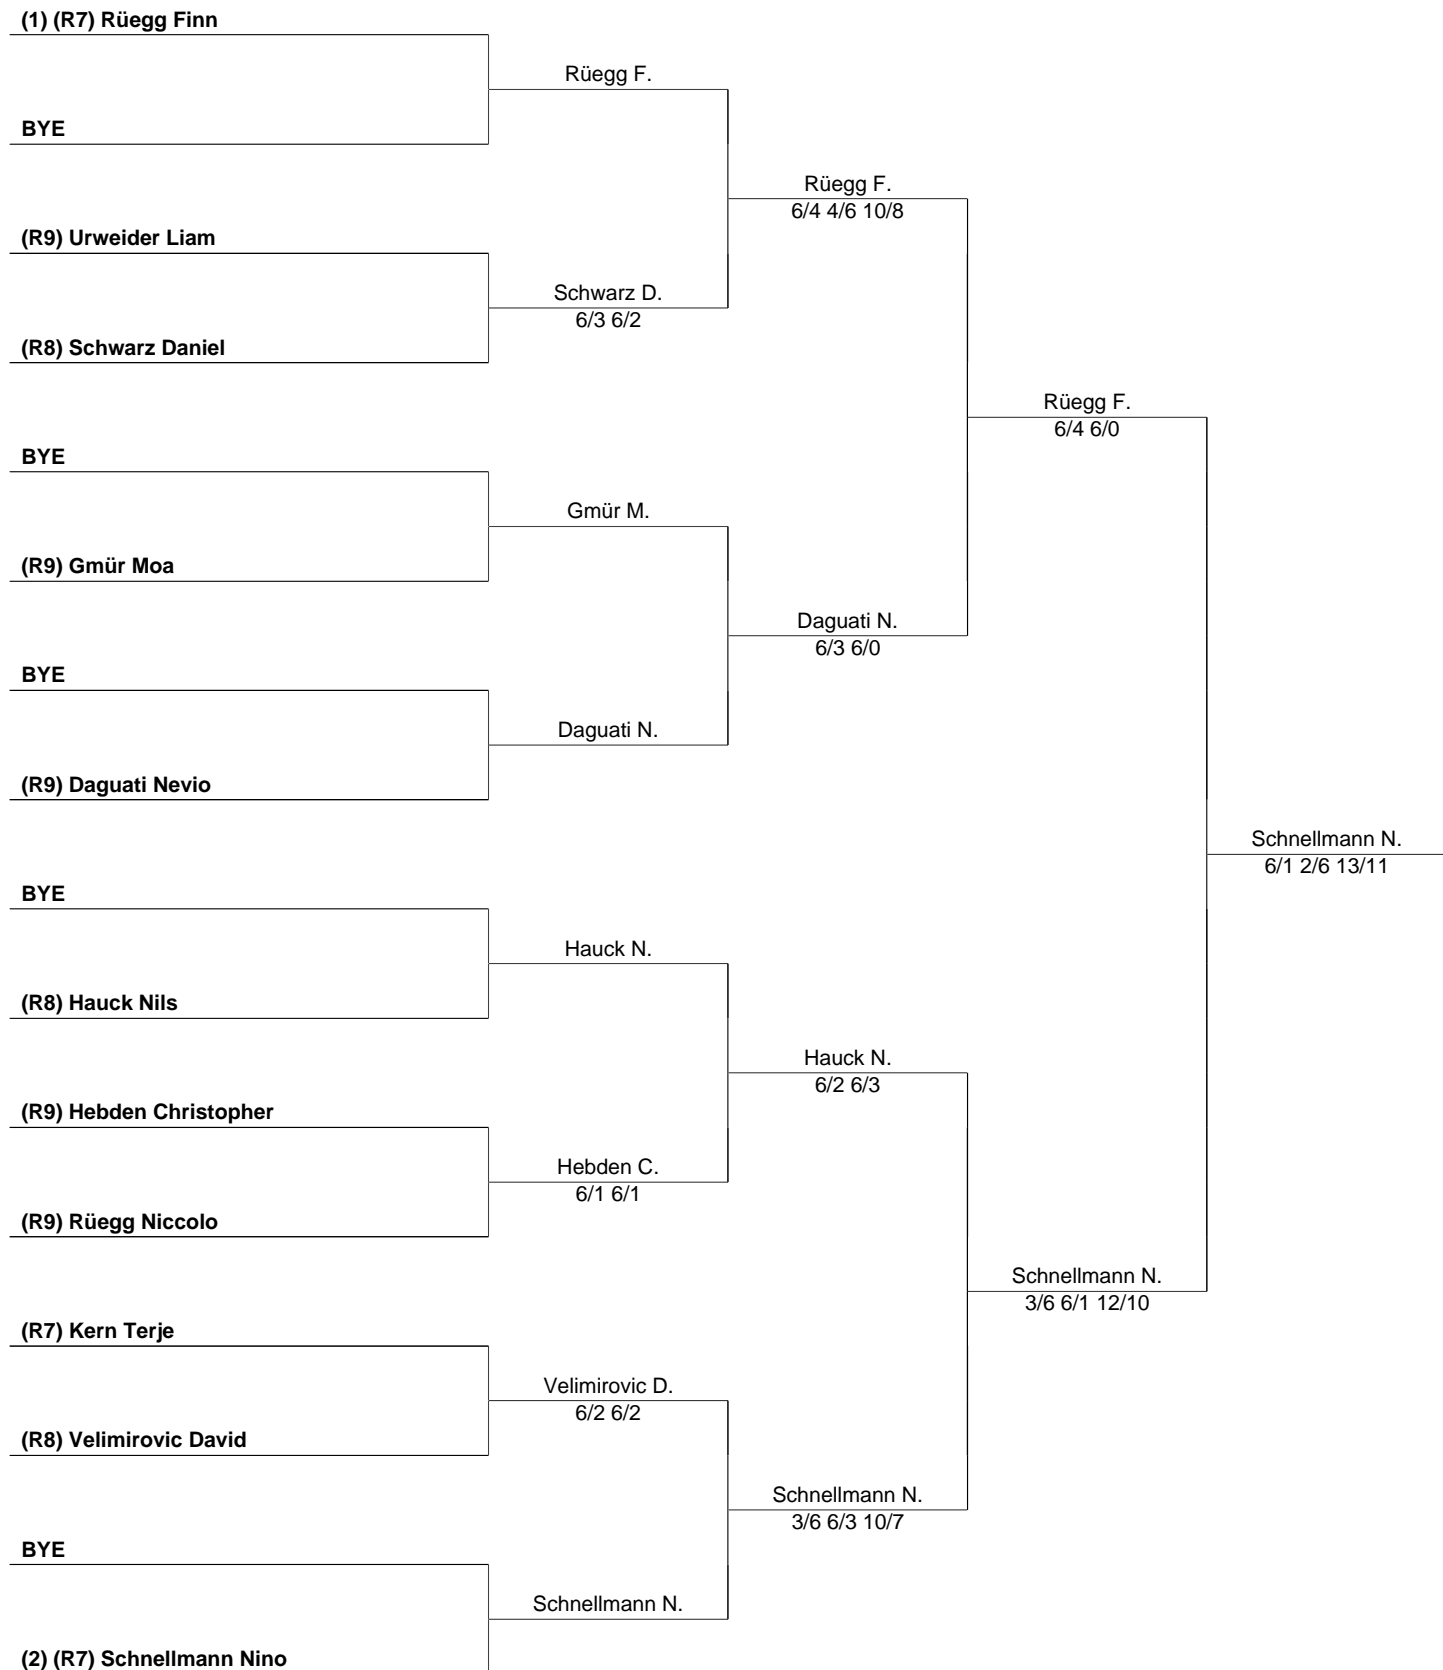 (1) (R7) Rüegg Finn
Rüegg F.
BYE
Rüegg F.
6/4 4/6 10/8
(R9) Urweider Liam
Schwarz D.
6/3 6/2
(R8) Schwarz Daniel
Rüegg F.
6/4 6/0
BYE
Gmür M.
(R9) Gmür Moa
Daguati N.
6/3 6/0
BYE
Daguati N.
(R9) Daguati Nevio
Schnellmann N.
6/1 2/6 13/11
BYE
Hauck N.
(R8) Hauck Nils
Hauck N.
6/2 6/3
(R9) Hebden Christopher
Hebden C.
6/1 6/1
(R9) Rüegg Niccolo
Schnellmann N.
3/6 6/1 12/10
(R7) Kern Terje
Velimirovic D.
6/2 6/2
(R8) Velimirovic David
Schnellmann N.
3/6 6/3 10/7
BYE
Schnellmann N.
(2) (R7) Schnellmann Nino